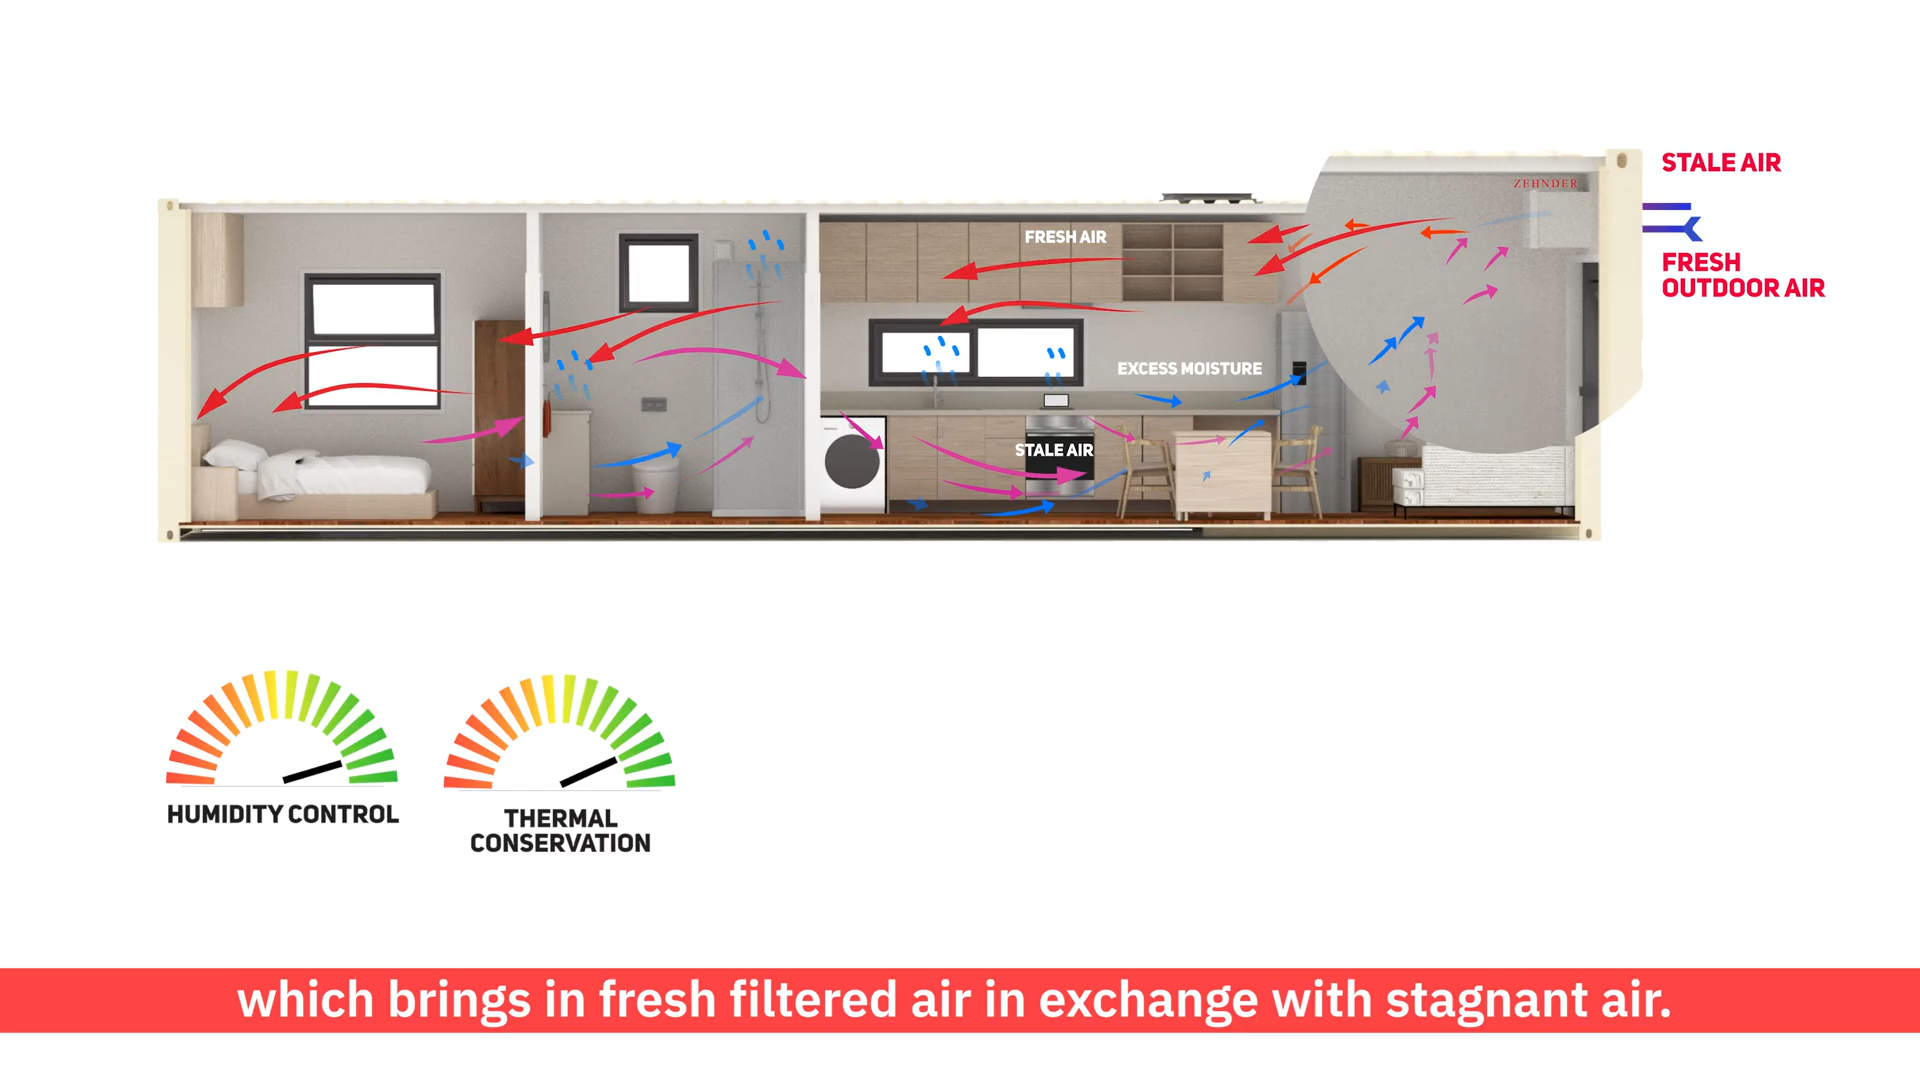 STALE AIR
ZEHNDER
FRESH AIR
FRESH
OUTDOOR AIR
EXCESS MOISTURE
STALE AIR
HUMIDITY CONTROL
THERMAL
CONSERVATION
which brings in fresh filtered air in exchange with stagnant air.